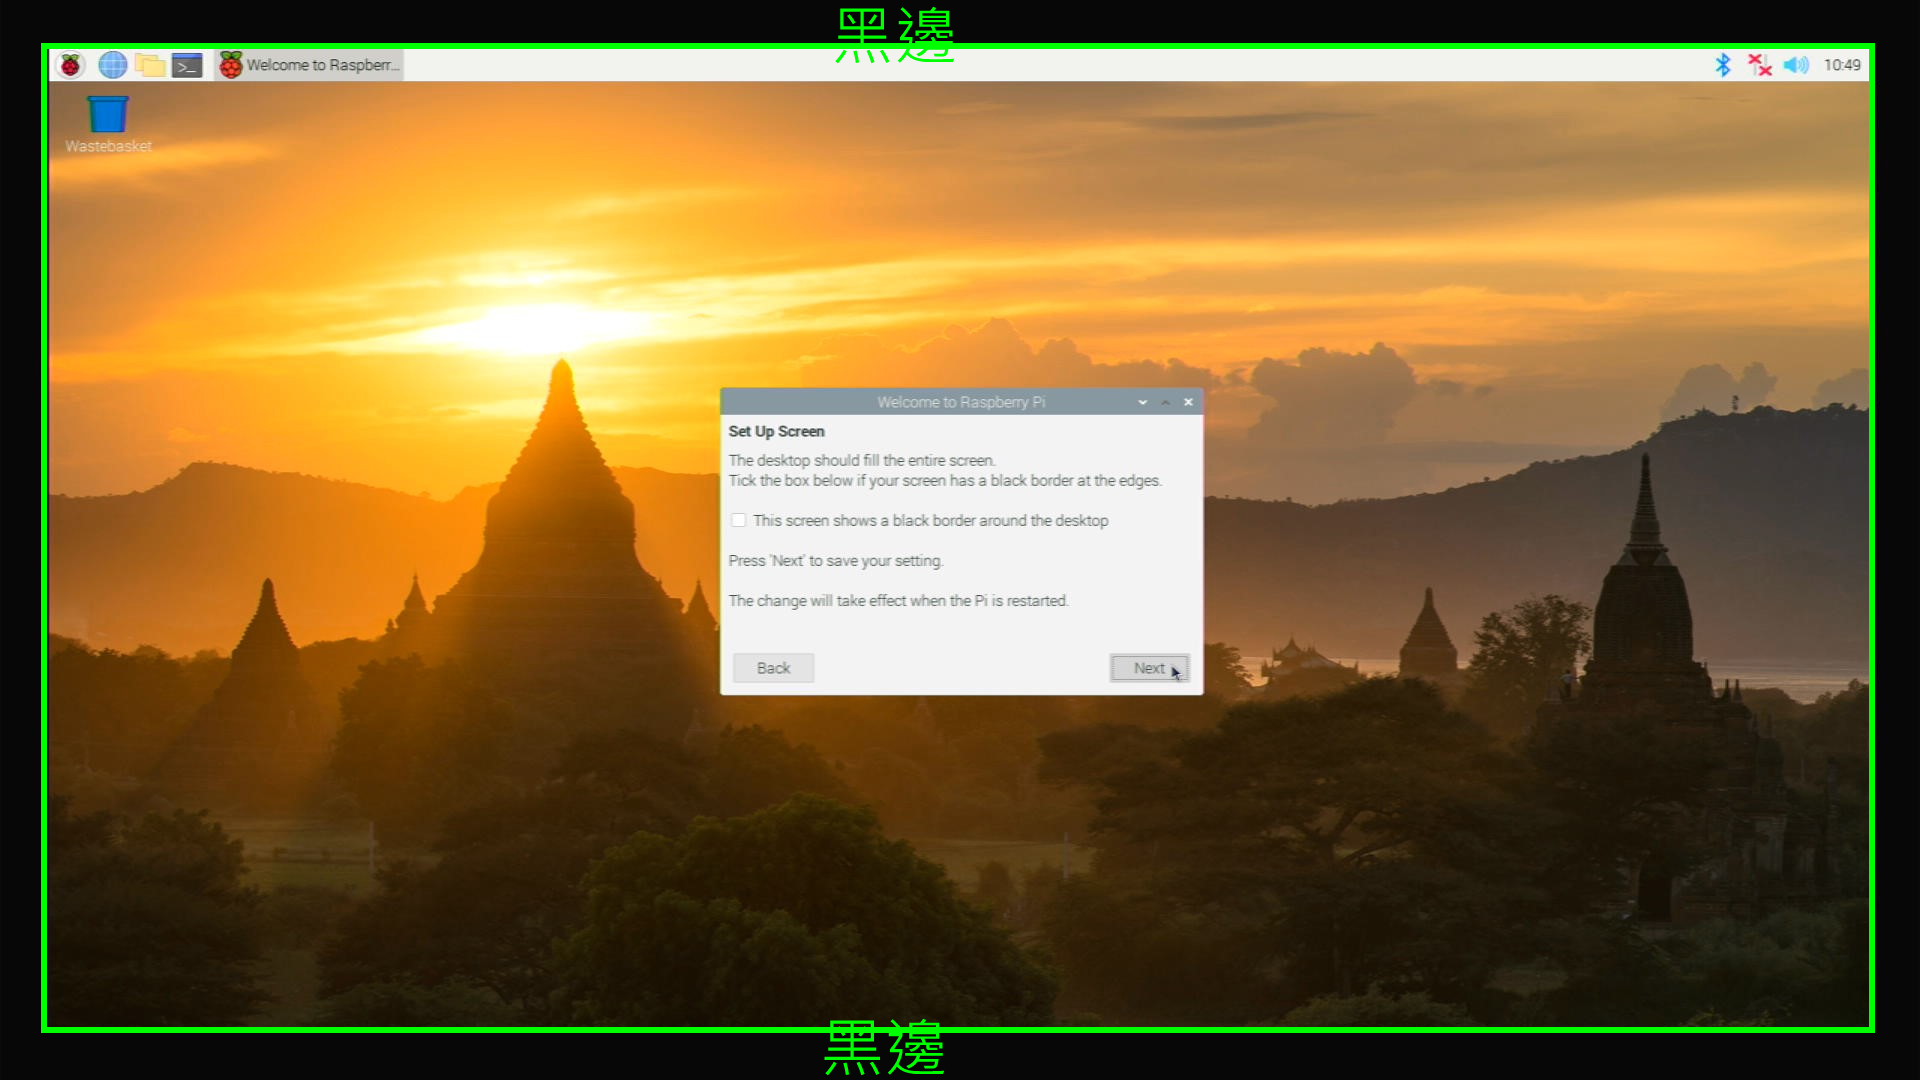 黑邊
Welcome to Raspberr...
10:49
Wastebasket
Welcome to Raspberry Pi
Set Up Screen
The desktop should fill the entire screen.
Tick the box below if your screen has a black border at the edges.
This screen shows a black border around the desktop
Press 'Next' to save your setting.
The change will take effect when the Pi is restarted.
Back
Next
黑邊